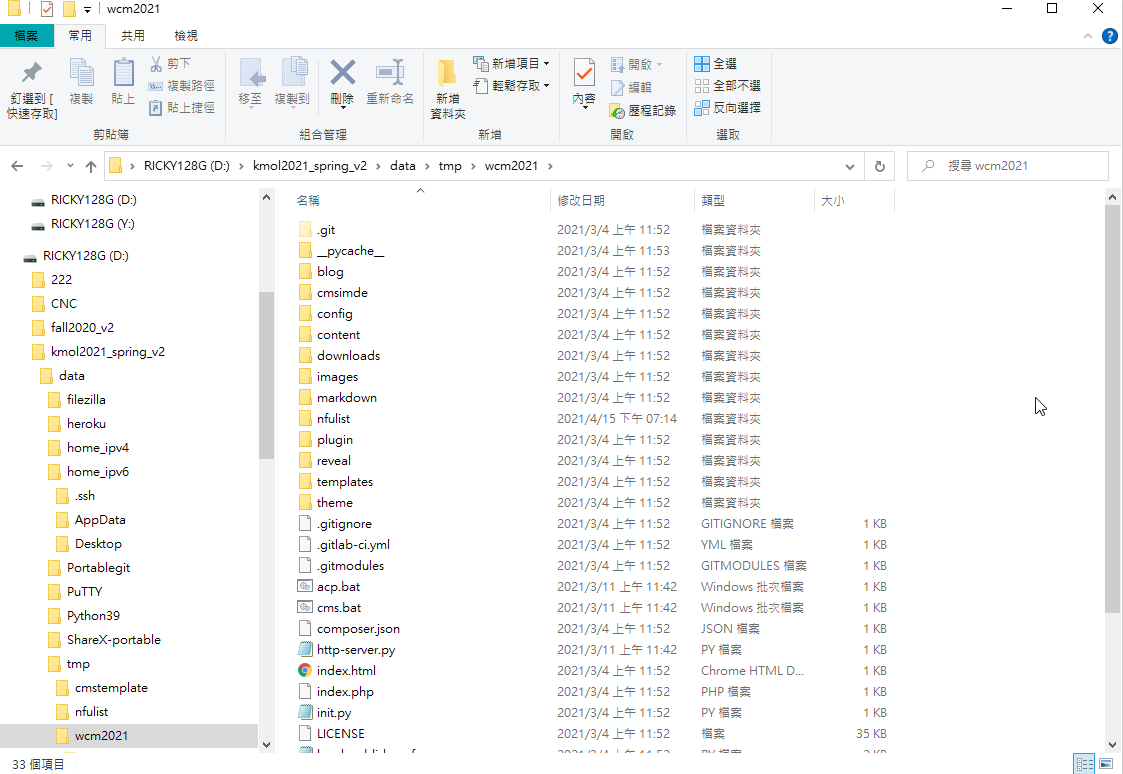 wcm2021
檔案 常用 共用 檢視
釘選到 [快速存取] 複製 貼上 剪下 複製路徑 貼上捷徑 移至 複製到 刪除 重新命名 新增資料夾 新增項目 輕鬆存取 內容 開啟 編輯 歷程記錄 全選 全部不選 反向選擇
剪貼簿 組合管理 新增 開啟 選取
RICKY128G (D:) › kmol2021_spring_v2 › data › tmp › wcm2021 › 搜尋 wcm2021
RICKY128G (D:)
RICKY128G (Y:)
RICKY128G (D:)
222
CNC
fall2020_v2
kmol2021_spring_v2
data
filezilla
heroku
home_ipv4
home_ipv6
.ssh
AppData
Desktop
Portablegit
PuTTY
Python39
ShareX-portable
tmp
cmstemplate
nfulist
wcm2021
名稱 修改日期 類型 大小
.git 2021/3/4 上午 11:52 檔案資料夾
__pycache__ 2021/3/4 上午 11:53 檔案資料夾
blog 2021/3/4 上午 11:52 檔案資料夾
cmsimde 2021/3/4 上午 11:52 檔案資料夾
config 2021/3/4 上午 11:52 檔案資料夾
content 2021/3/4 上午 11:52 檔案資料夾
downloads 2021/3/4 上午 11:52 檔案資料夾
images 2021/3/4 上午 11:52 檔案資料夾
markdown 2021/3/4 上午 11:52 檔案資料夾
nfulist 2021/4/15 下午 07:14 檔案資料夾
plugin 2021/3/4 上午 11:52 檔案資料夾
reveal 2021/3/4 上午 11:52 檔案資料夾
templates 2021/3/4 上午 11:52 檔案資料夾
theme 2021/3/4 上午 11:52 檔案資料夾
.gitignore 2021/3/4 上午 11:52 GITIGNORE 檔案 1 KB
.gitlab-ci.yml 2021/3/4 上午 11:52 YML 檔案 1 KB
.gitmodules 2021/3/4 上午 11:52 GITMODULES 檔案 1 KB
acp.bat 2021/3/11 上午 11:42 Windows 批次檔案 1 KB
cms.bat 2021/3/11 上午 11:42 Windows 批次檔案 1 KB
composer.json 2021/3/4 上午 11:52 JSON 檔案 1 KB
http-server.py 2021/3/11 上午 11:42 PY 檔案 1 KB
index.html 2021/3/4 上午 11:52 Chrome HTML D... 1 KB
index.php 2021/3/4 上午 11:52 PHP 檔案 1 KB
init.py 2021/3/4 上午 11:52 PY 檔案 1 KB
LICENSE 2021/3/4 上午 11:52 檔案 35 KB
33 個項目